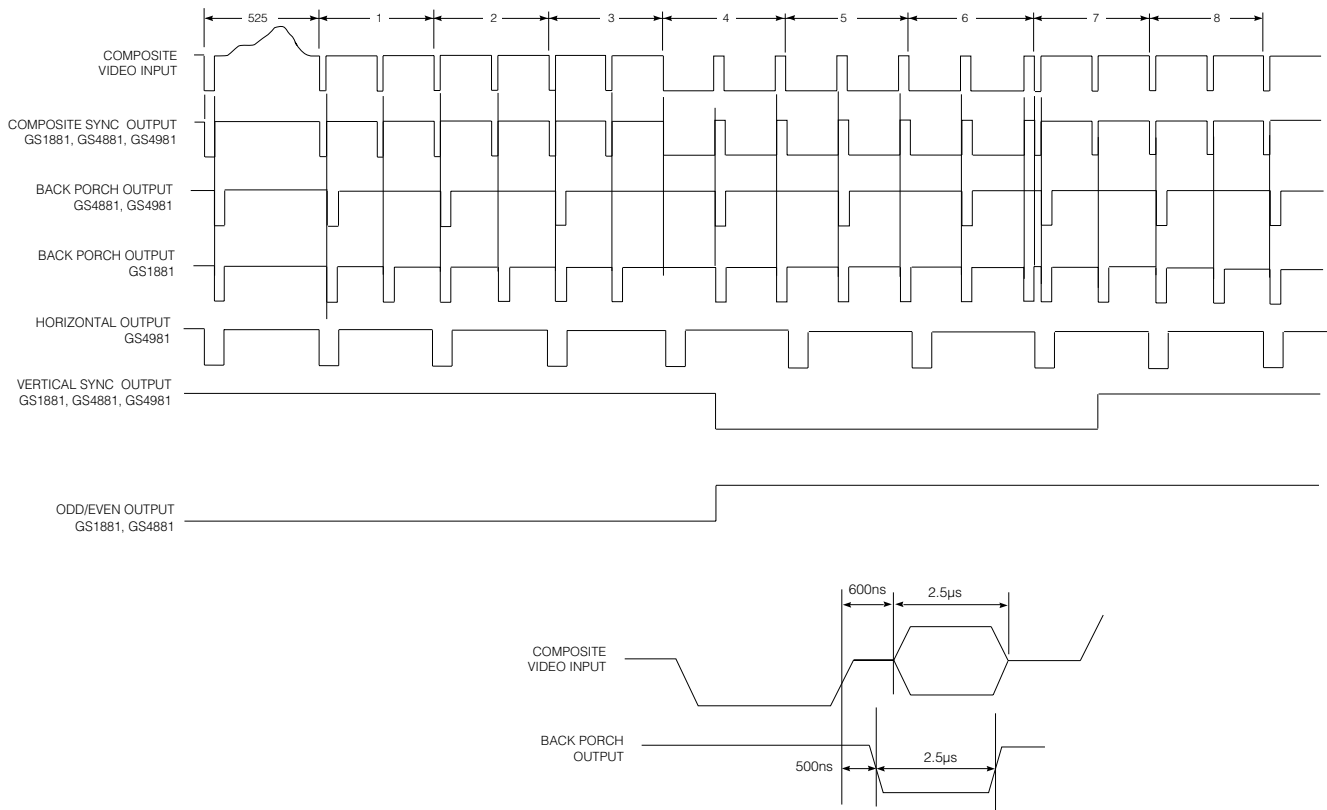 525 1 2 3 4 5 6 7 8
COMPOSITE
VIDEO INPUT
COMPOSITE SYNC OUTPUT
GS1881, GS4881, GS4981
BACK PORCH OUTPUT
GS4881, GS4981
BACK PORCH OUTPUT
GS1881
HORIZONTAL OUTPUT
GS4981
VERTICAL SYNC OUTPUT
GS1881, GS4881, GS4981
ODD/EVEN OUTPUT
GS1881, GS4881
600ns 2.5µs
COMPOSITE
VIDEO INPUT
BACK PORCH
OUTPUT
500ns 2.5µs